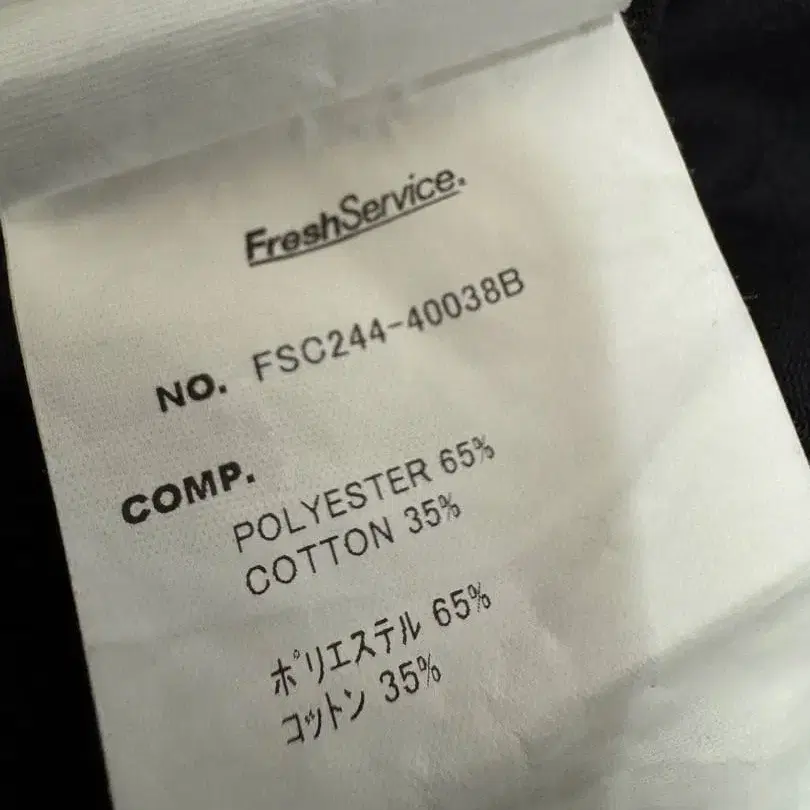 FreshService.
NO. FSC244-40038B
COMP.
POLYESTER 65%
COTTON 35%
ポリエステル 65%
コットン 35%